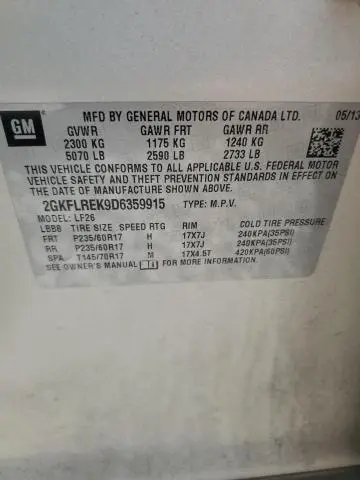 GM
MFD BY GENERAL MOTORS OF CANADA LTD. 05/13
GVWR GAWR FRT GAWR RR
2300 KG 1175 KG 1240 KG
5070 LB 2590 LB 2733 LB
THIS VEHICLE CONFORMS TO ALL APPLICABLE U.S. FEDERAL MOTOR
VEHICLE SAFETY AND THEFT PREVENTION STANDARDS IN EFFECT ON
THE DATE OF MANUFACTURE SHOWN ABOVE.
2GKFLREK9D6359915 TYPE: M.P.V.
MODEL: LF26
LBB8 TIRE SIZE SPEED RTG RIM COLD TIRE PRESSURE
FRT P235/60R17 H 17X7J 240KPA(35PSI)
RR P235/60R17 H 17X7J 240KPA(35PSI)
SPA T145/70R17 M 17X4.5T 420KPA(60PSI)
SEE OWNER'S MANUAL FOR MORE INFORMATION.